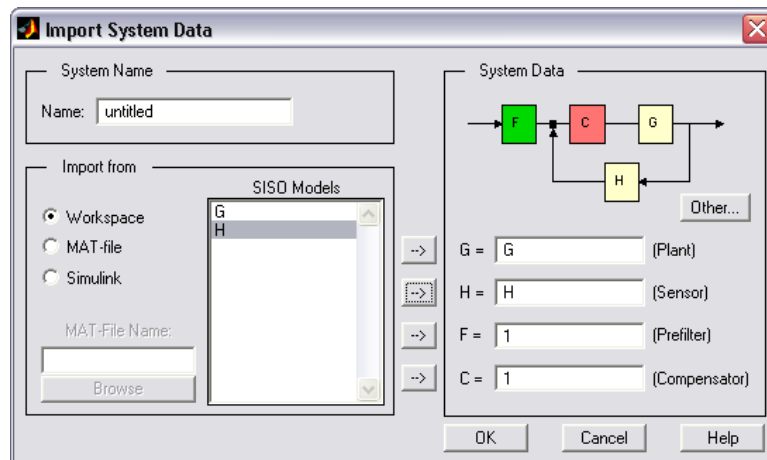 Import System Data
System Name
Name: untitled
Import from
Workspace
MAT-file
Simulink
MAT-File Name:
Browse
SISO Models
G
H
System Data
F
C
G
H
Other...
--> G = G (Plant)
--> H = H (Sensor)
--> F = 1 (Prefilter)
--> C = 1 (Compensator)
OK Cancel Help